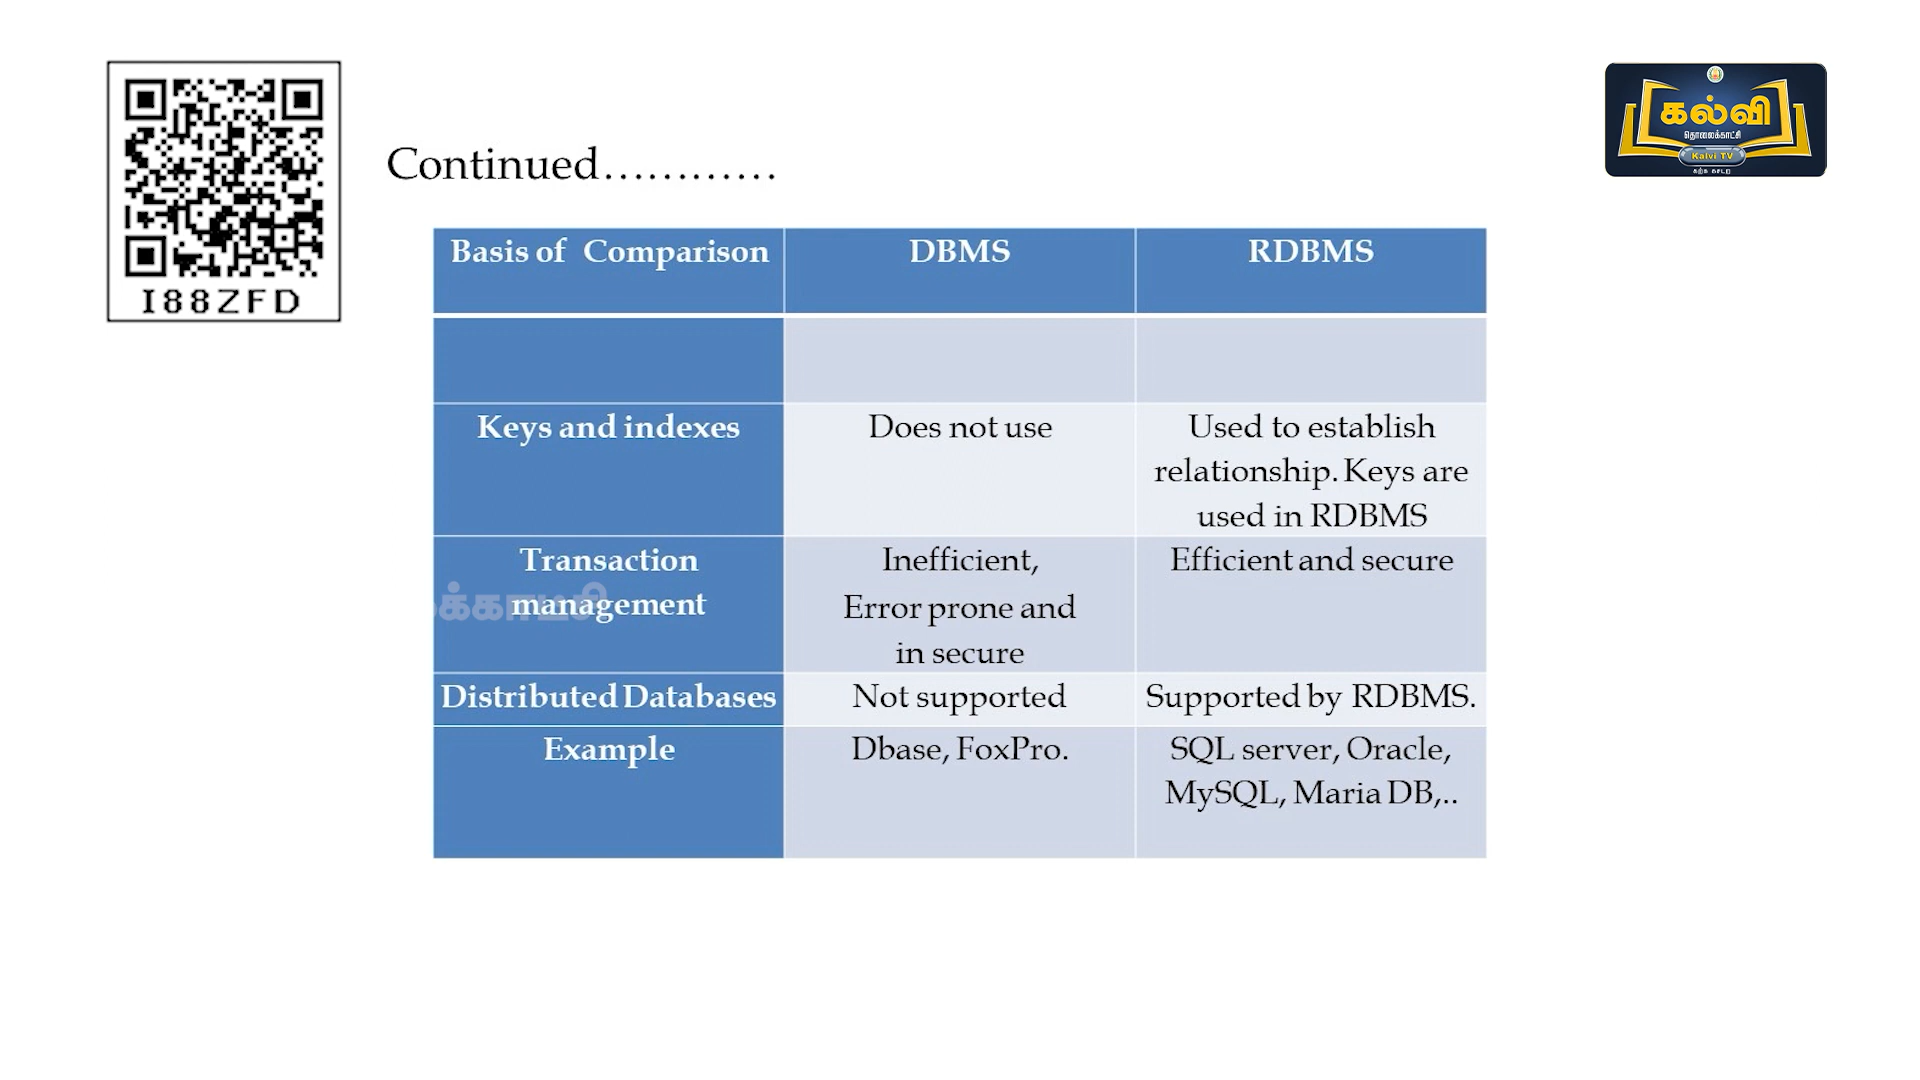 கல்வி
தொலைக்காட்சி
Kalvi TV
கற்க கசடற
I88ZFD
Continued............
Basis of Comparison DBMS RDBMS
Keys and indexes Does not use Used to establish
relationship. Keys are
used in RDBMS
Transaction Inefficient, Efficient and secure
management Error prone and
in secure
Distributed Databases Not supported Supported by RDBMS.
Example Dbase, FoxPro. SQL server, Oracle,
MySQL, Maria DB,..